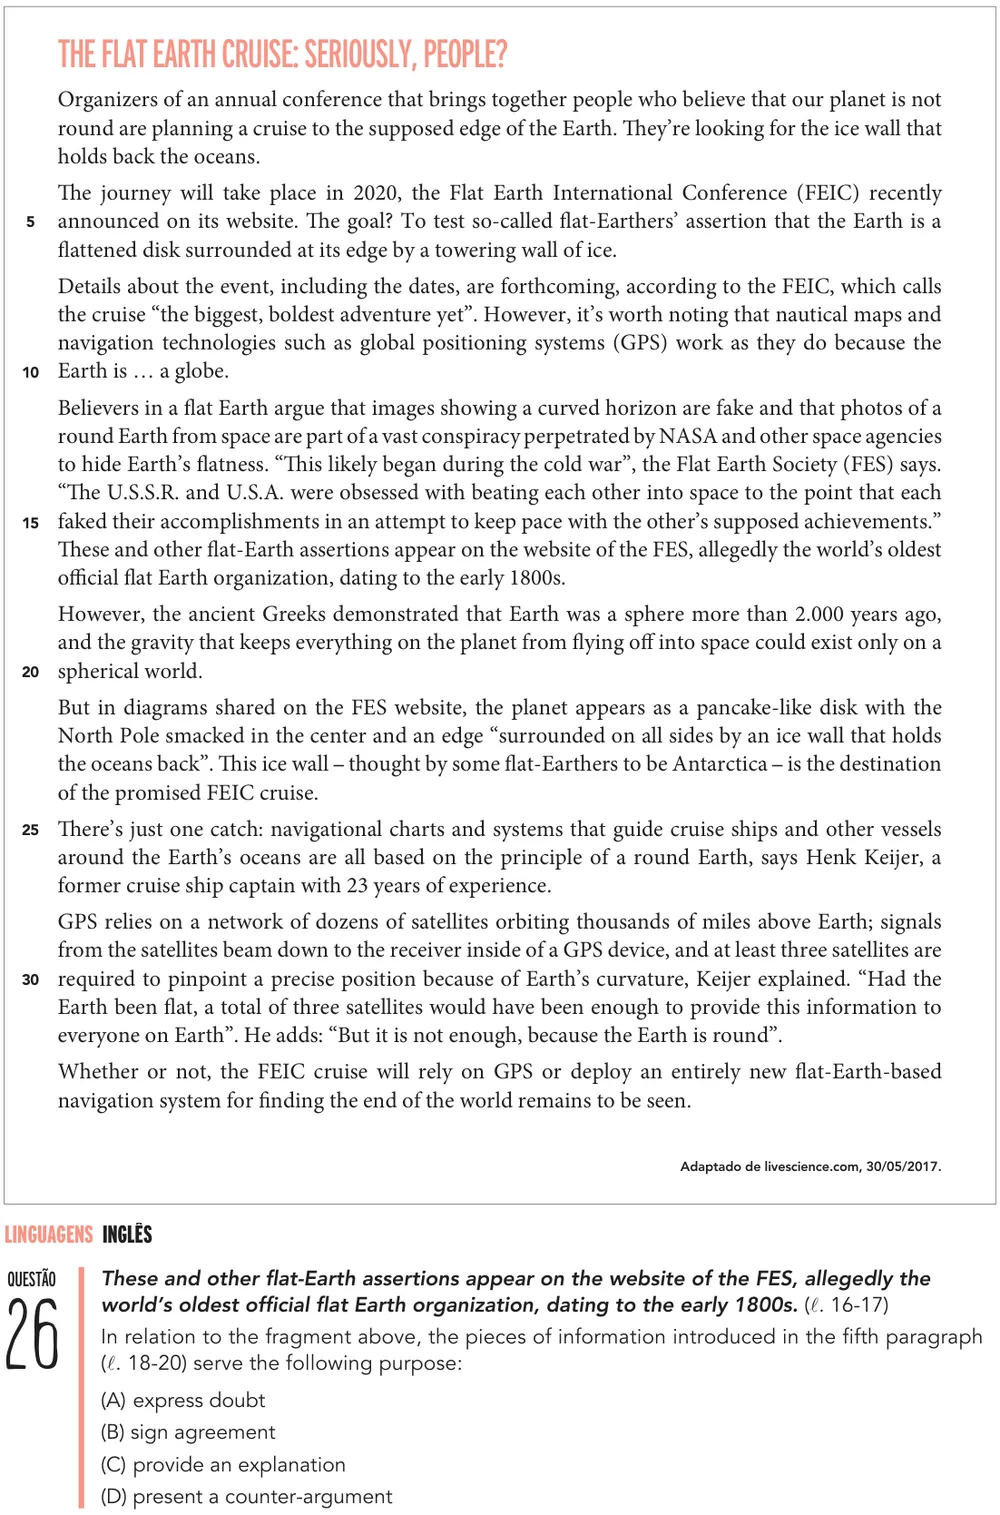 THE FLAT EARTH CRUISE: SERIOUSLY, PEOPLE?
Organizers of an annual conference that brings together people who believe that our planet is not
round are planning a cruise to the supposed edge of the Earth. They’re looking for the ice wall that
holds back the oceans.
The journey will take place in 2020, the Flat Earth International Conference (FEIC) recently
5 announced on its website. The goal? To test so-called flat-Earthers’ assertion that the Earth is a
flattened disk surrounded at its edge by a towering wall of ice.
Details about the event, including the dates, are forthcoming, according to the FEIC, which calls
the cruise “the biggest, boldest adventure yet”. However, it’s worth noting that nautical maps and
navigation technologies such as global positioning systems (GPS) work as they do because the
10 Earth is … a globe.
Believers in a flat Earth argue that images showing a curved horizon are fake and that photos of a
round Earth from space are part of a vast conspiracy perpetrated by NASA and other space agencies
to hide Earth’s flatness. “This likely began during the cold war”, the Flat Earth Society (FES) says.
“The U.S.S.R. and U.S.A. were obsessed with beating each other into space to the point that each
15 faked their accomplishments in an attempt to keep pace with the other’s supposed achievements.”
These and other flat-Earth assertions appear on the website of the FES, allegedly the world’s oldest
official flat Earth organization, dating to the early 1800s.
However, the ancient Greeks demonstrated that Earth was a sphere more than 2.000 years ago,
and the gravity that keeps everything on the planet from flying off into space could exist only on a
20 spherical world.
But in diagrams shared on the FES website, the planet appears as a pancake-like disk with the
North Pole smacked in the center and an edge “surrounded on all sides by an ice wall that holds
the oceans back”. This ice wall – thought by some flat-Earthers to be Antarctica – is the destination
of the promised FEIC cruise.
25 There’s just one catch: navigational charts and systems that guide cruise ships and other vessels
around the Earth’s oceans are all based on the principle of a round Earth, says Henk Keijer, a
former cruise ship captain with 23 years of experience.
GPS relies on a network of dozens of satellites orbiting thousands of miles above Earth; signals
from the satellites beam down to the receiver inside of a GPS device, and at least three satellites are
30 required to pinpoint a precise position because of Earth’s curvature, Keijer explained. “Had the
Earth been flat, a total of three satellites would have been enough to provide this information to
everyone on Earth”. He adds: “But it is not enough, because the Earth is round”.
Whether or not, the FEIC cruise will rely on GPS or deploy an entirely new flat-Earth-based
navigation system for finding the end of the world remains to be seen.
Adaptado de livescience.com, 30/05/2017.
LINGUAGENS INGLÊS
QUESTÃO
26
These and other flat-Earth assertions appear on the website of the FES, allegedly the
world’s oldest official flat Earth organization, dating to the early 1800s. (ℓ. 16-17)
In relation to the fragment above, the pieces of information introduced in the fifth paragraph
(ℓ. 18-20) serve the following purpose:
(A) express doubt
(B) sign agreement
(C) provide an explanation
(D) present a counter-argument